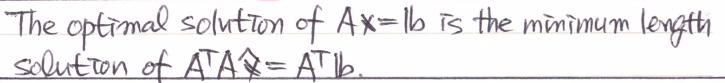 The optimal solution of Ax=b is the minimum length
solution of AᵀAx̂=Aᵀb.